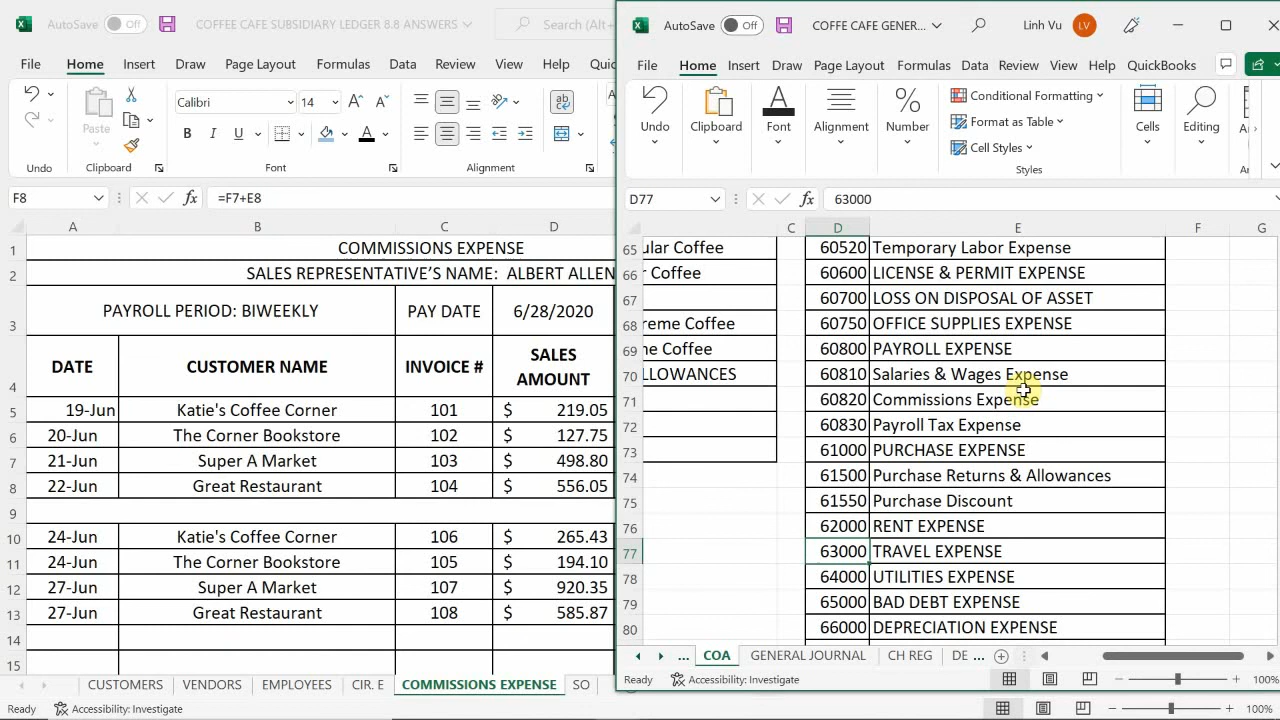 AutoSave Off COFFEE CAFE SUBSIDIARY LEDGER 8.8 ANSWERS Search (Alt+
File Home Insert Draw Page Layout Formulas Data Review View Help Quic
Calibri 14
Paste
B I U
Undo Clipboard Font Alignment
F8 =F7+E8
A B C D
1 COMMISSIONS EXPENSE
2 SALES REPRESENTATIVE'S NAME: ALBERT ALLEN
3 PAYROLL PERIOD: BIWEEKLY PAY DATE 6/28/2020
4 DATE CUSTOMER NAME INVOICE # SALES AMOUNT
5 19-Jun Katie's Coffee Corner 101 $ 219.05
6 20-Jun The Corner Bookstore 102 $ 127.75
7 21-Jun Super A Market 103 $ 498.80
8 22-Jun Great Restaurant 104 $ 556.05
9
10 24-Jun Katie's Coffee Corner 106 $ 265.43
11 24-Jun The Corner Bookstore 105 $ 194.10
12 27-Jun Super A Market 107 $ 920.35
13 27-Jun Great Restaurant 108 $ 585.87
14
15
CUSTOMERS VENDORS EMPLOYEES CIR. E COMMISSIONS EXPENSE SO
Ready Accessibility: Investigate 100%
AutoSave Off COFFE CAFE GENER... Linh Vu LV
File Home Insert Draw Page Layout Formulas Data Review View Help QuickBooks
Undo Clipboard Font Alignment Number Conditional Formatting Format as Table Cell Styles Cells Editing
Styles
D77 63000
C D E F G
65 ular Coffee 60520 Temporary Labor Expense
66 r Coffee 60600 LICENSE & PERMIT EXPENSE
67 60700 LOSS ON DISPOSAL OF ASSET
68 reme Coffee 60750 OFFICE SUPPLIES EXPENSE
69 ne Coffee 60800 PAYROLL EXPENSE
70 LLOWANCES 60810 Salaries & Wages Expense
71 60820 Commissions Expense
72 60830 Payroll Tax Expense
73 61000 PURCHASE EXPENSE
74 61500 Purchase Returns & Allowances
75 61550 Purchase Discount
76 62000 RENT EXPENSE
77 63000 TRAVEL EXPENSE
78 64000 UTILITIES EXPENSE
79 65000 BAD DEBT EXPENSE
80 66000 DEPRECIATION EXPENSE
... COA GENERAL JOURNAL CH REG DE ...
Ready Accessibility: Investigate 100%